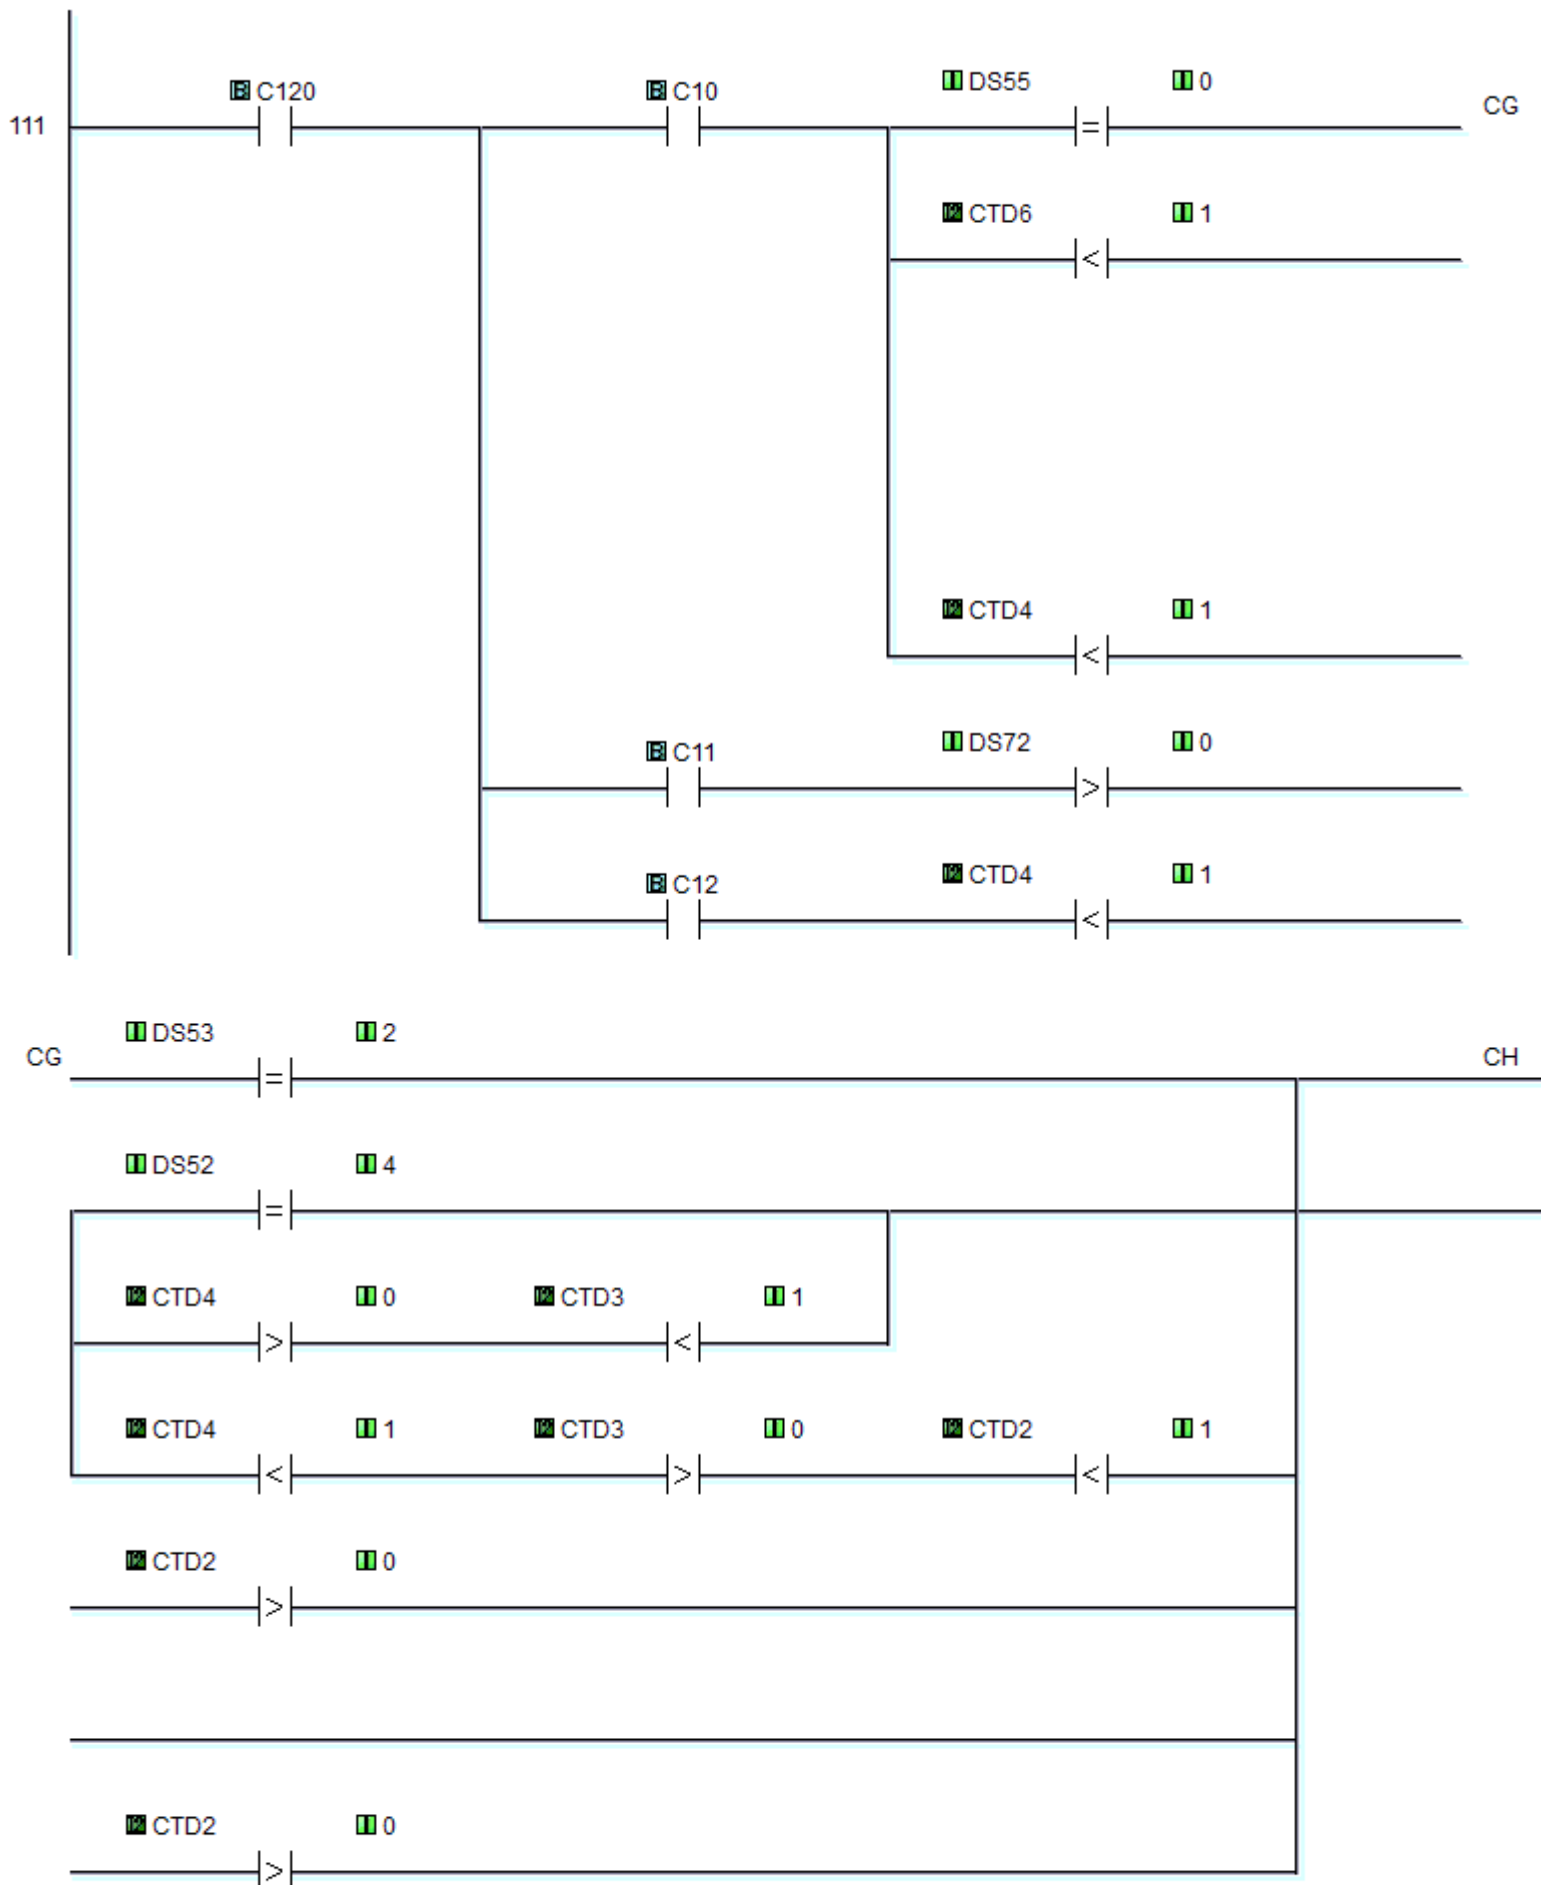 C120 C10 DS55 0
111 = CG
CTD6 1
<
CTD4 1
<
C11 DS72 0
>
C12 CTD4 1
<
DS53 2
CG = CH
DS52 4
=
CTD4 0 CTD3 1
> <
CTD4 1 CTD3 0 CTD2 1
< > <
CTD2 0
>
CTD2 0
>